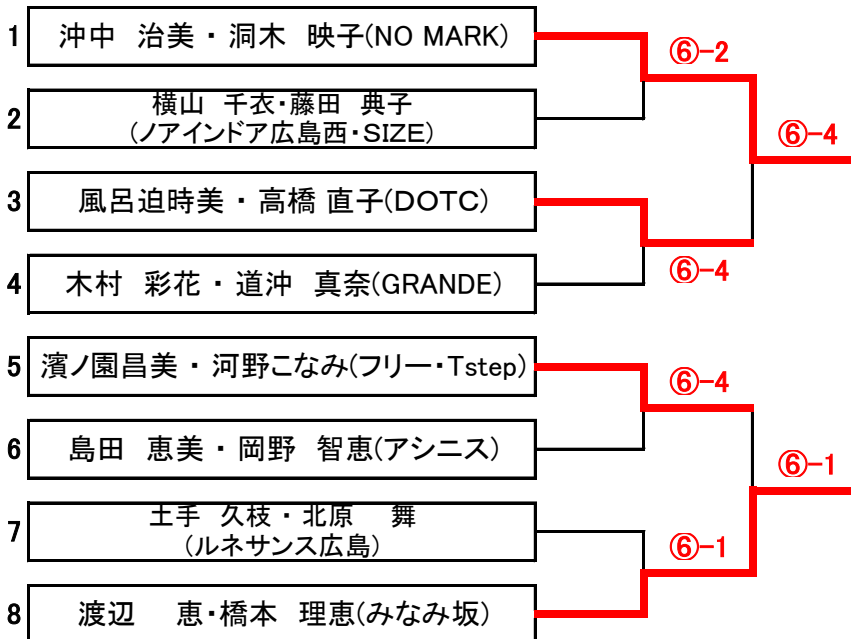 1 沖中　治美・洞木　映子(NO MARK)
⑥-2
2 横山　千衣・藤田　典子
(ノアインドア広島西・SIZE)
⑥-4
3 風呂迫時美・高橋 直子(DOTC)
⑥-4
4 木村　彩花・道沖　真奈(GRANDE)
5 濱ノ園昌美・河野こなみ(フリー・Tstep)
⑥-4
6 島田　恵美・岡野　智恵(アシニス)
⑥-1
7 土手　久枝・北原　舞
(ルネサンス広島)
⑥-1
8 渡辺　恵・橋本　理恵(みなみ坂)